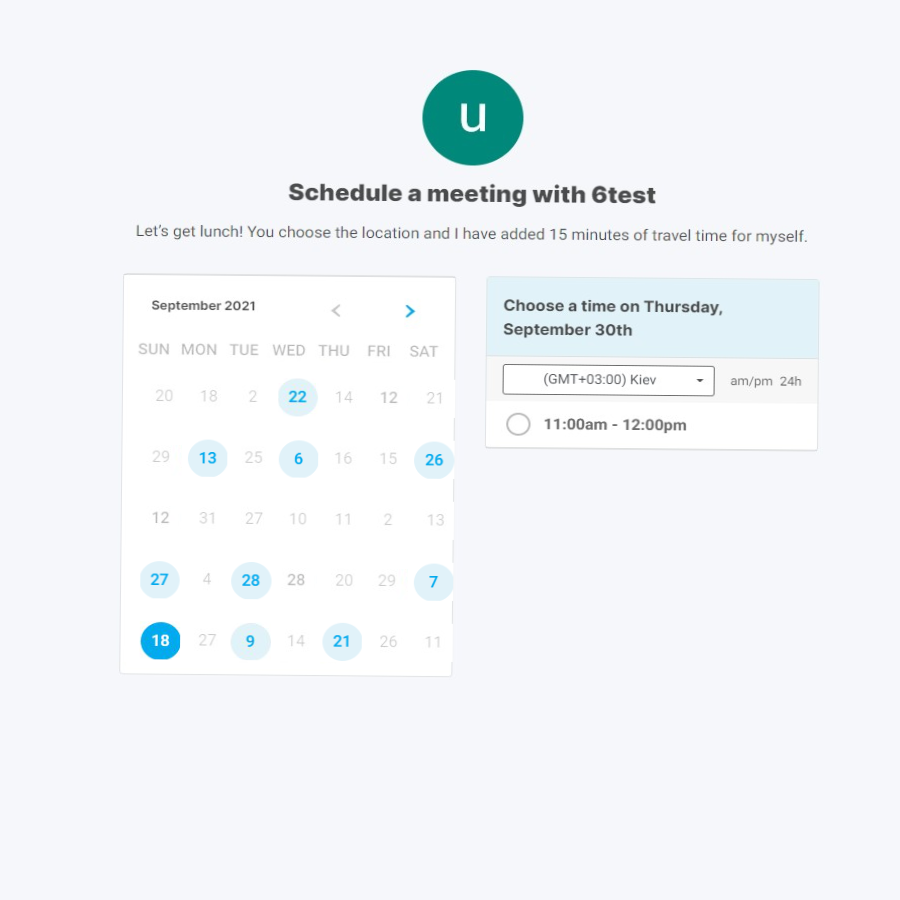 u
Schedule a meeting with 6test
Let's get lunch! You choose the location and I have added 15 minutes of travel time for myself.
September 2021
SUN MON TUE WED THU FRI SAT
20 18 2 22 14 12 21
29 13 25 6 16 15 26
12 31 27 10 11 2 13
27 4 28 28 20 29 7
18 27 9 14 21 26 11
Choose a time on Thursday,
September 30th
(GMT+03:00) Kiev am/pm 24h
11:00am - 12:00pm